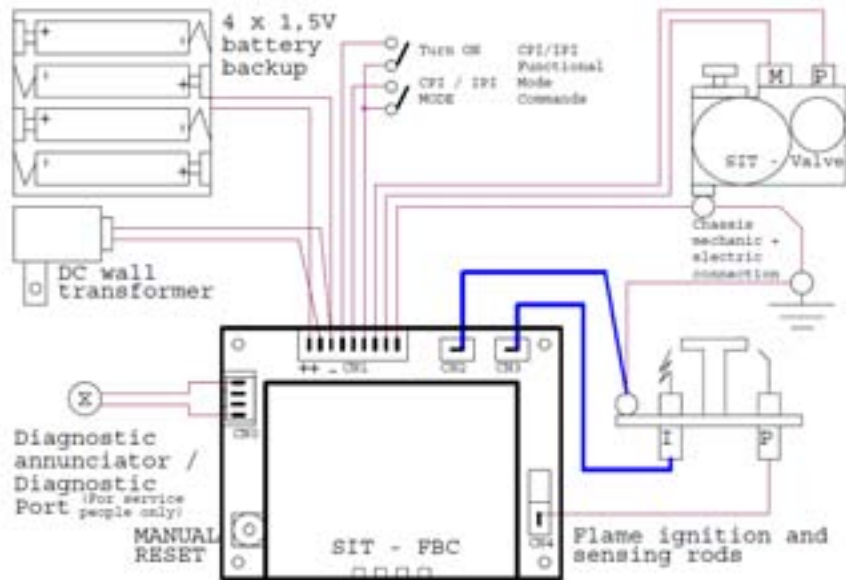 4 x 1,5V
battery
backup
Turn ON
CPI / IPI
MODE
CPI/IPI
Functional
Mode
Commande
M P
SIT - Valve
Chassis
mechanic +
electric
connection
DC wall
transformer
++ - CN1
CN2
CN3
Diagnostic
annunciator /
Diagnostic
Port (For service
people only)
MANUAL
RESET
SIT - FBC
CN4
I
P
Flame ignition and
sensing rods